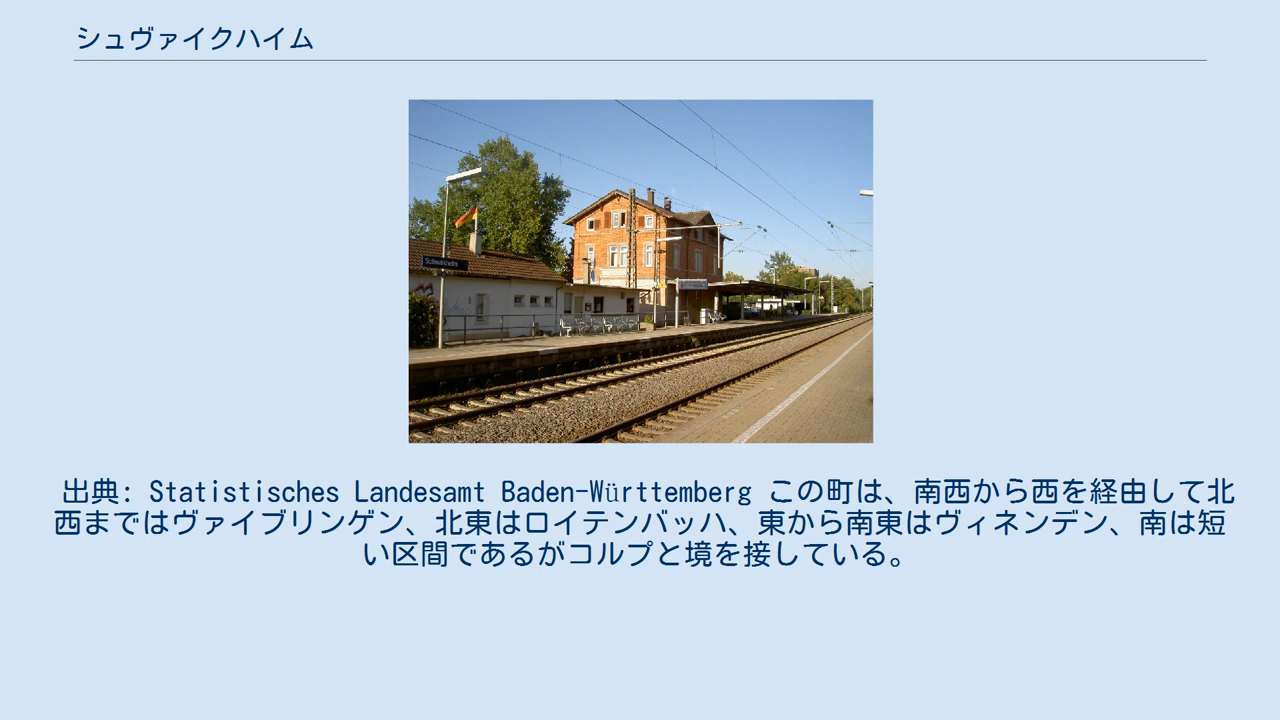 シュヴァイクハイム
Schwaikheim
出典: Statistisches Landesamt Baden-Württemberg この町は、南西から西を経由して北
西まではヴァイブリンゲン、北東はロイテンバッハ、東から南東はヴィネンデン、南は短
い区間であるがコルプと境を接している。